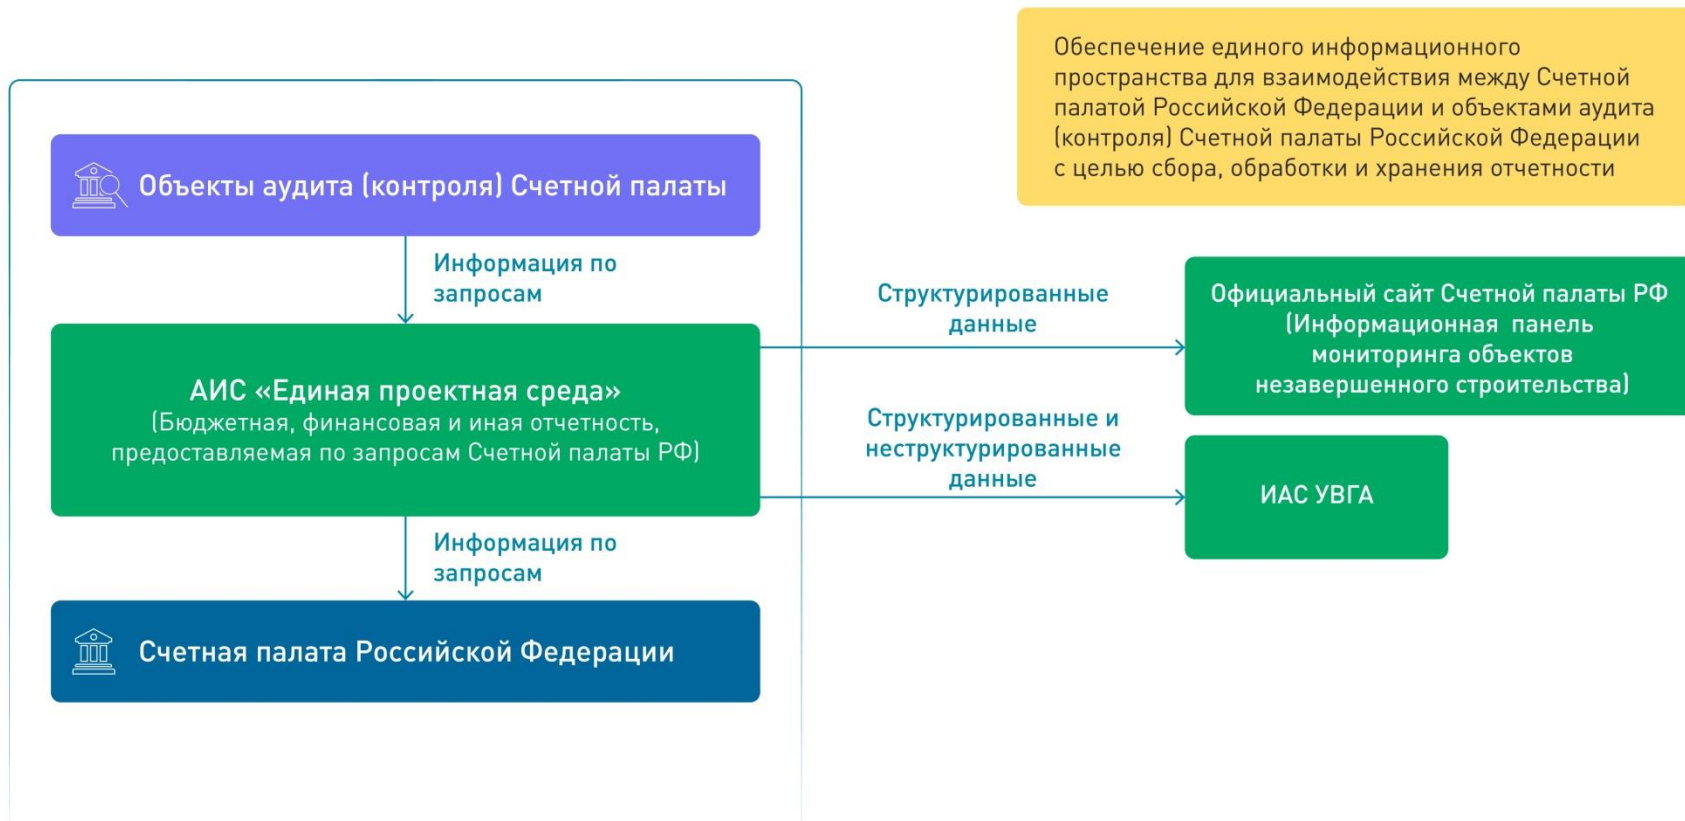 Обеспечение единого информационного
пространства для взаимодействия между Счетной
палатой Российской Федерации и объектами аудита
(контроля) Счетной палаты Российской Федерации
с целью сбора, обработки и хранения отчетности
Объекты аудита (контроля) Счетной палаты
Информация по
запросам
АИС «Единая проектная среда»
(Бюджетная, финансовая и иная отчетность,
предоставляемая по запросам Счетной палаты РФ)
Информация по
запросам
Счетная палата Российской Федерации
Структурированные
данные
Официальный сайт Счетной палаты РФ
(Информационная панель
мониторинга объектов
незавершенного строительства)
Структурированные и
неструктурированные
данные
ИАС УВГА